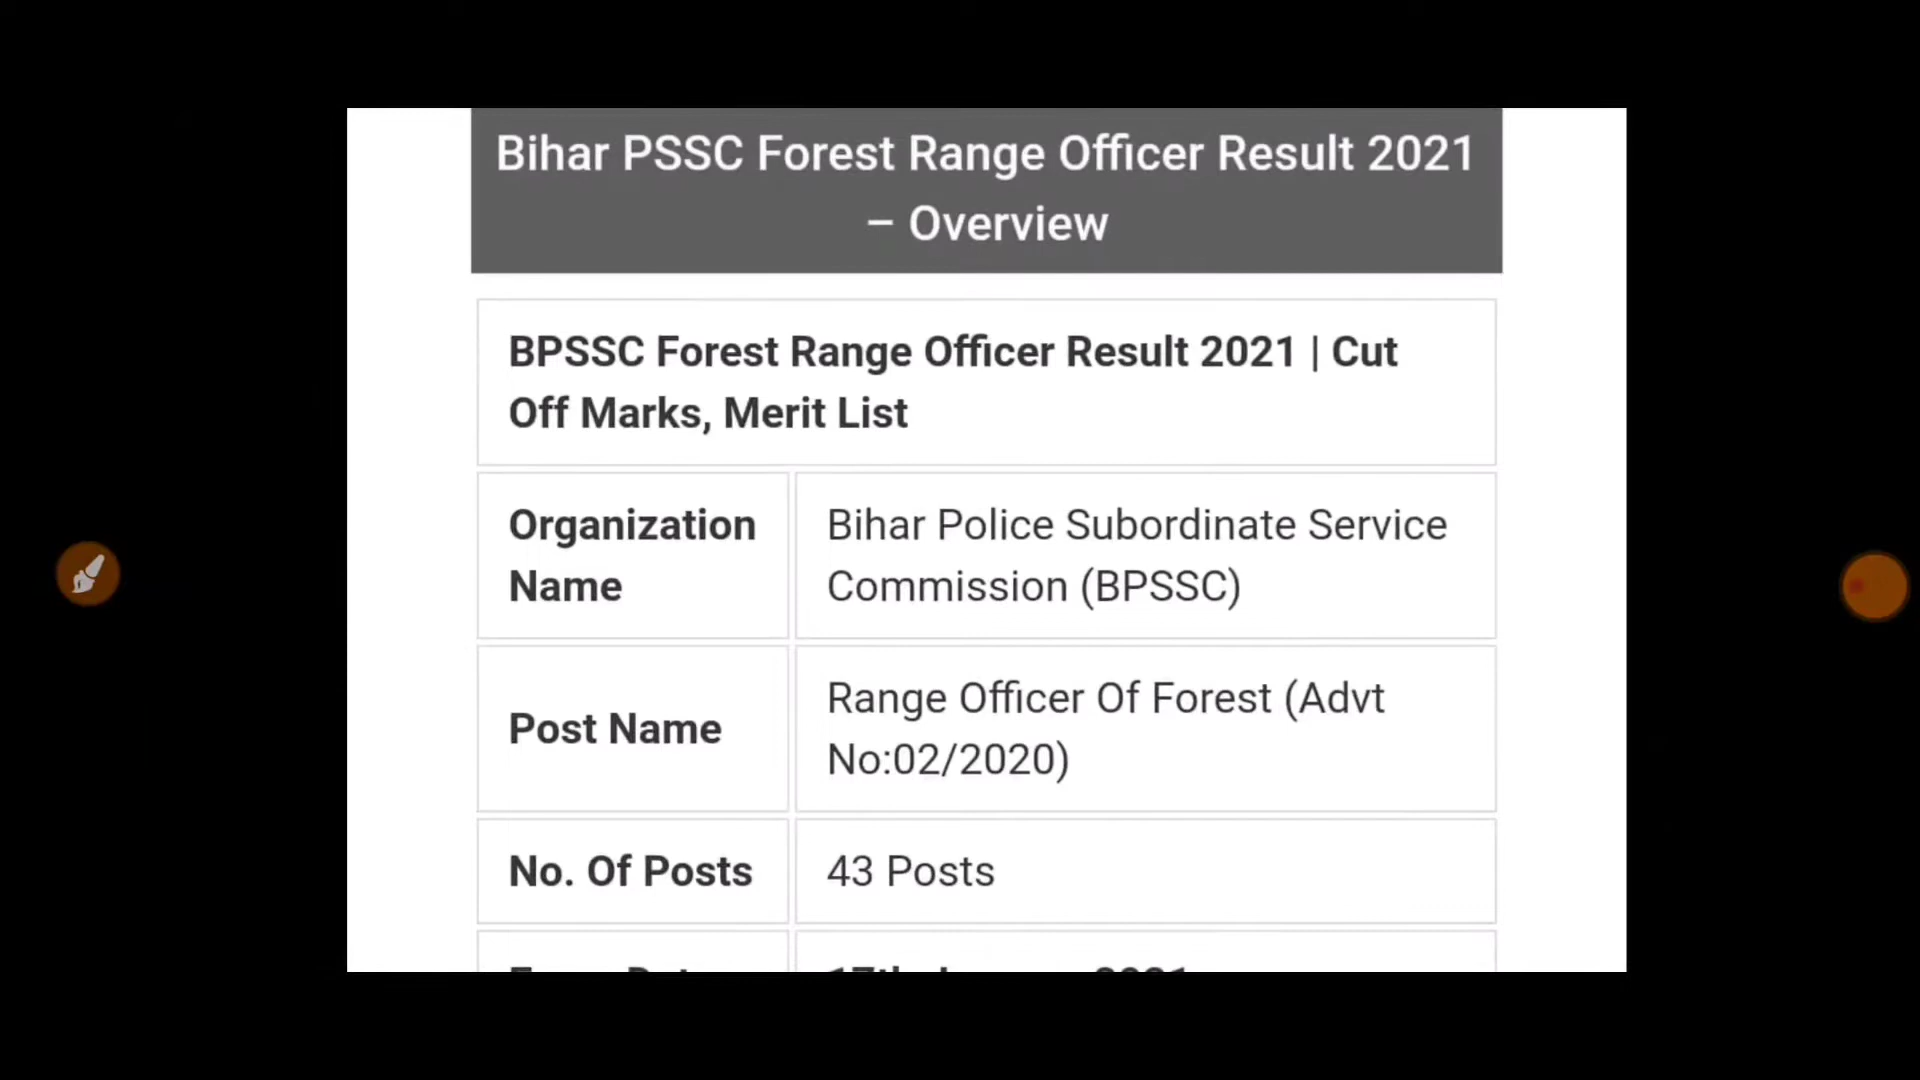 Bihar PSSC Forest Range Officer Result 2021
– Overview
BPSSC Forest Range Officer Result 2021 | Cut
Off Marks, Merit List
Organization
Name
Bihar Police Subordinate Service
Commission (BPSSC)
Post Name
Range Officer Of Forest (Advt
No:02/2020)
No. Of Posts
43 Posts